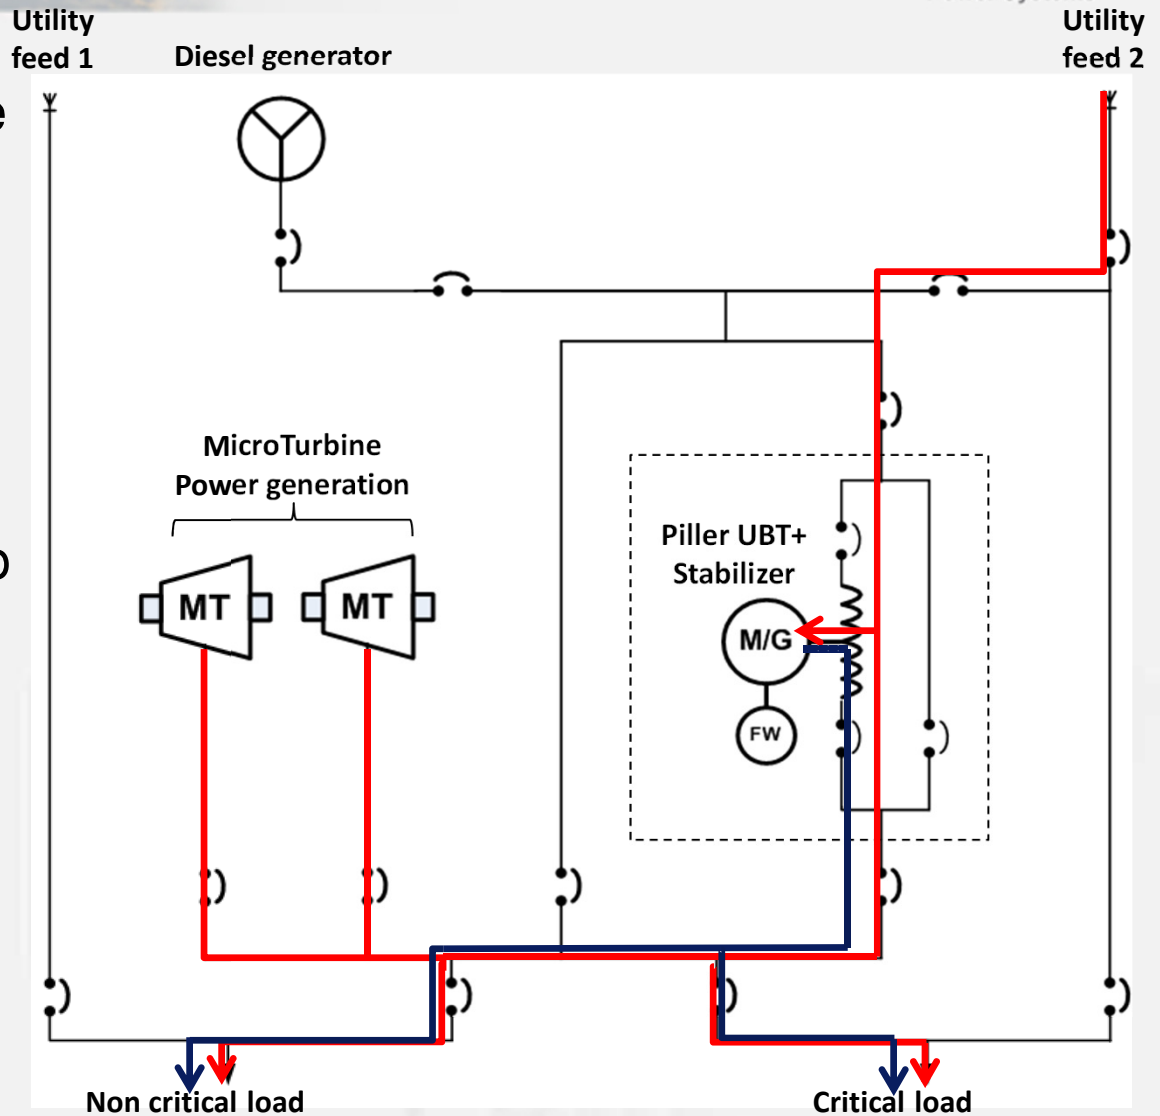 Utility
feed 1
Diesel generator
Utility
feed 2
e
MicroTurbine
Power generation
Piller UBT+
Stabilizer
MT
MT
M/G
FW
Non critical load
Critical load